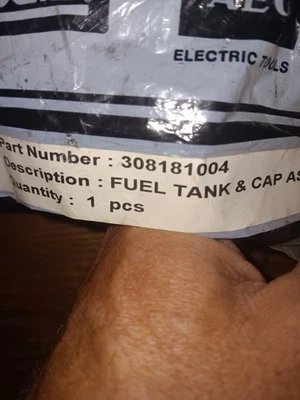 ELECTRIC TOOLS
Part Number : 308181004
Description : FUEL TANK & CAP AS
Quantity : 1 pcs